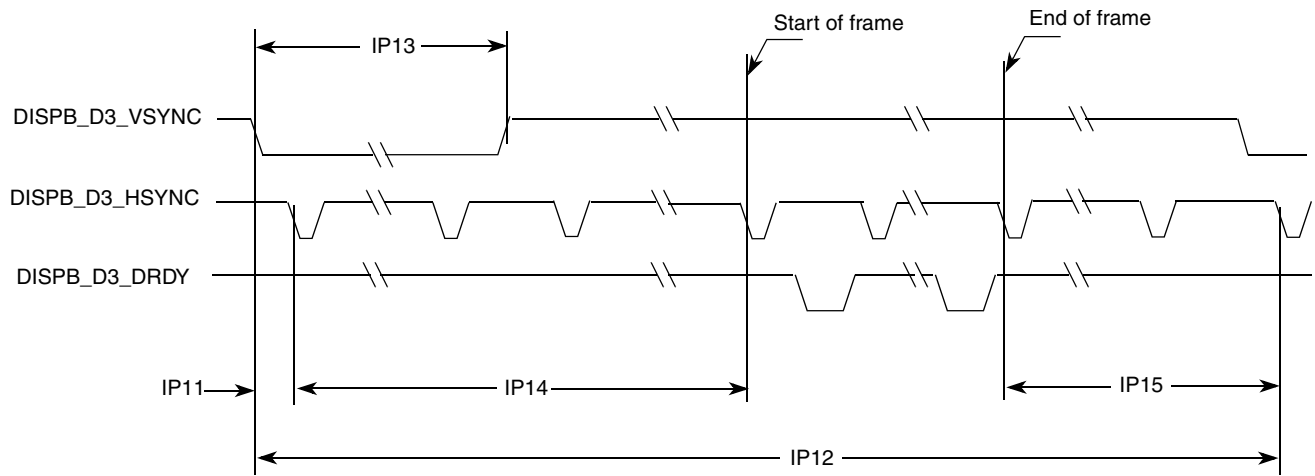 Start of frame
End of frame
IP13
DISPB_D3_VSYNC
DISPB_D3_HSYNC
DISPB_D3_DRDY
IP11
IP14
IP15
IP12